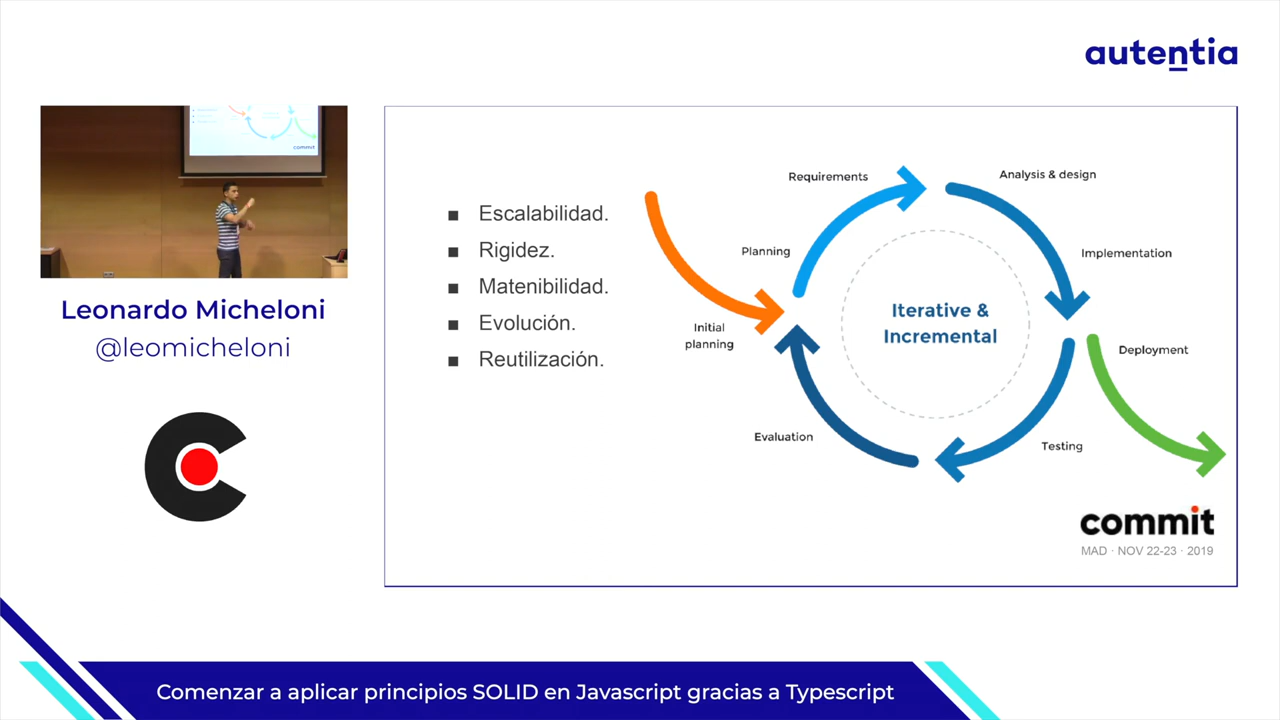 autentia
Leonardo Micheloni
@leomicheloni
Escalabilidad.
Rigidez.
Matenibilidad.
Evolución.
Reutilización.
Requirements
Analysis & design
Planning
Implementation
Initial
planning
Iterative &
Incremental
Deployment
Evaluation
Testing
commit
MAD · NOV 22-23 · 2019
Comenzar a aplicar principios SOLID en Javascript gracias a Typescript